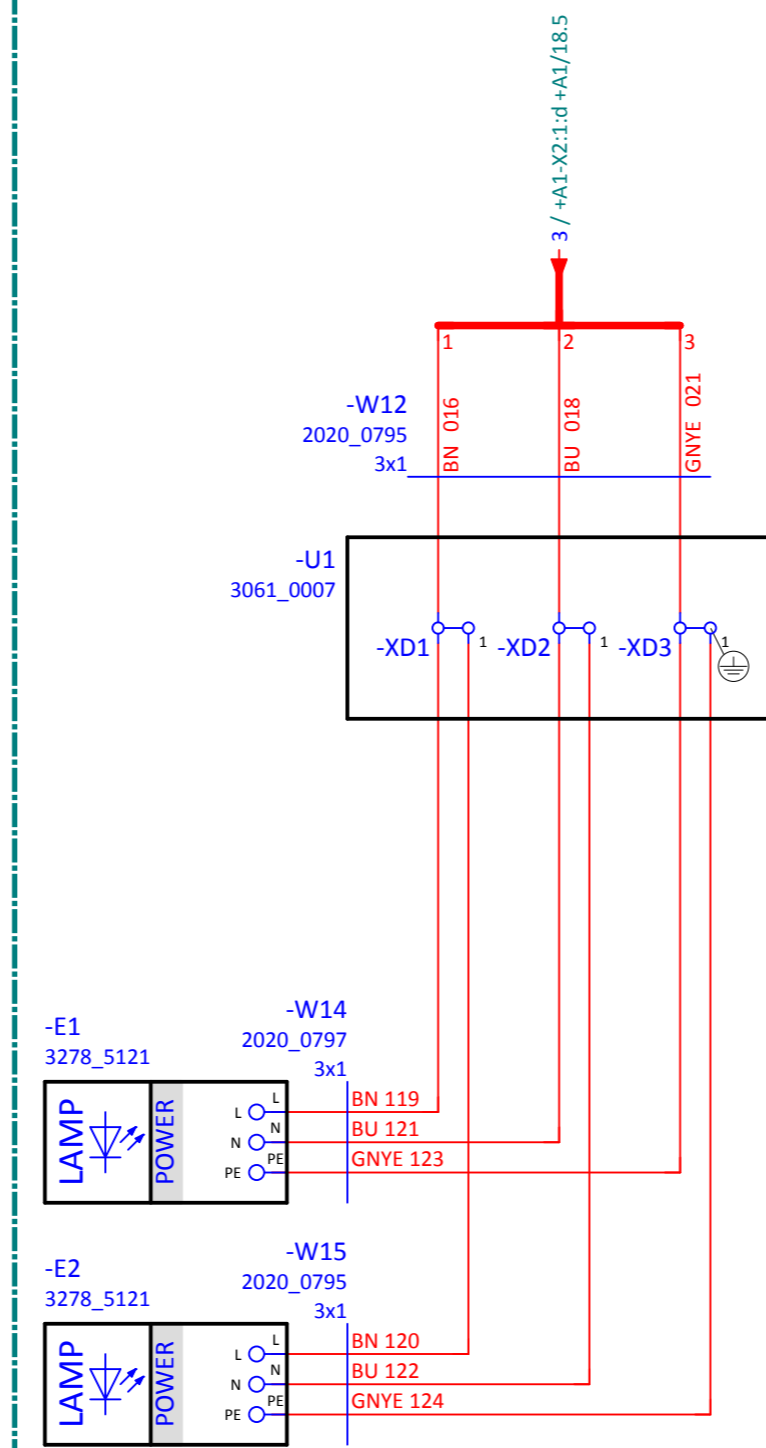 3 / +A1-X2:1:d +A1/18.5
1
2
3
-W12
2020_0795
3x1
BN 016
BU 018
GNYE 021
-U1
3061_0007
-XD1
1
-XD2
1
-XD3
1
-E1
3278_5121
-W14
2020_0797
3x1
LAMP
POWER
L
L
N
N
PE
PE
BN 119
BU 121
GNYE 123
-E2
3278_5121
-W15
2020_0795
3x1
LAMP
POWER
L
L
N
N
PE
PE
BN 120
BU 122
GNYE 124